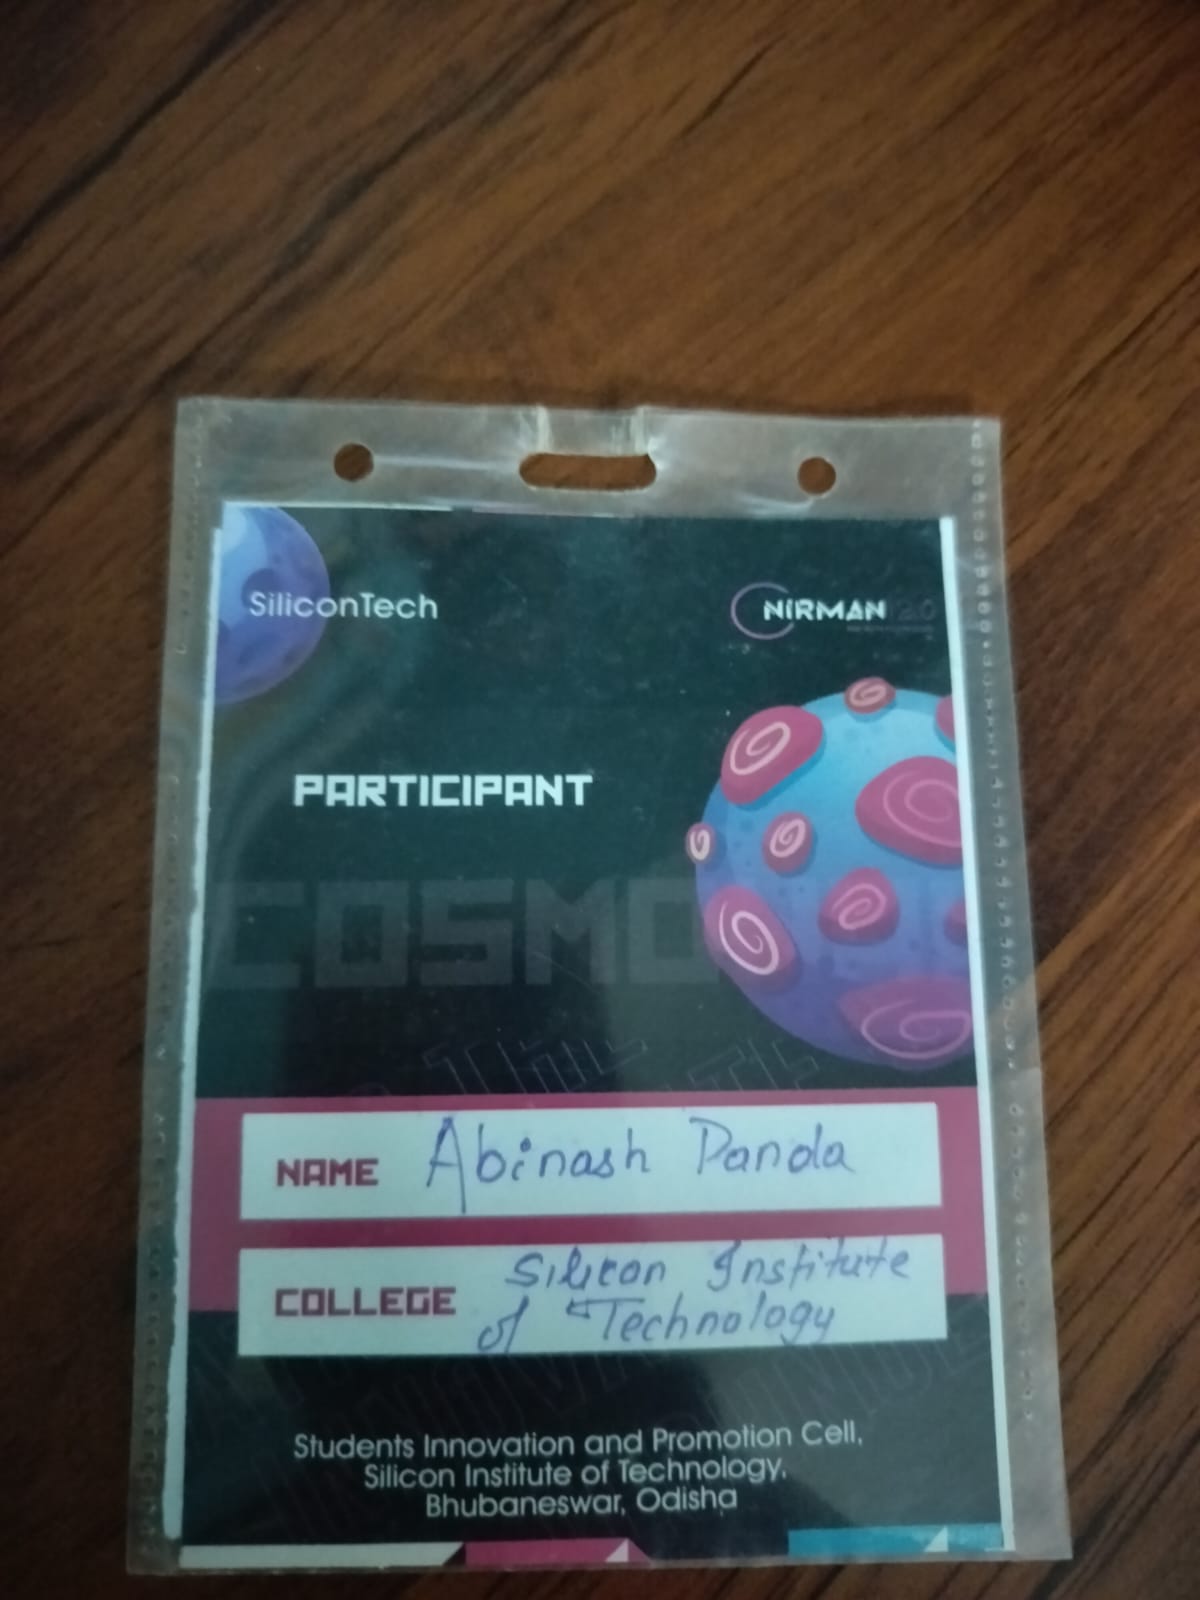 SiliconTech
NIRMAN 2.0
PARTICIPANT
COSMO
THE
NAME Abinash Panda
COLLEGE Silicon Institute
of Technology
Students Innovation and Promotion Cell,
Silicon Institute of Technology,
Bhubaneswar, Odisha